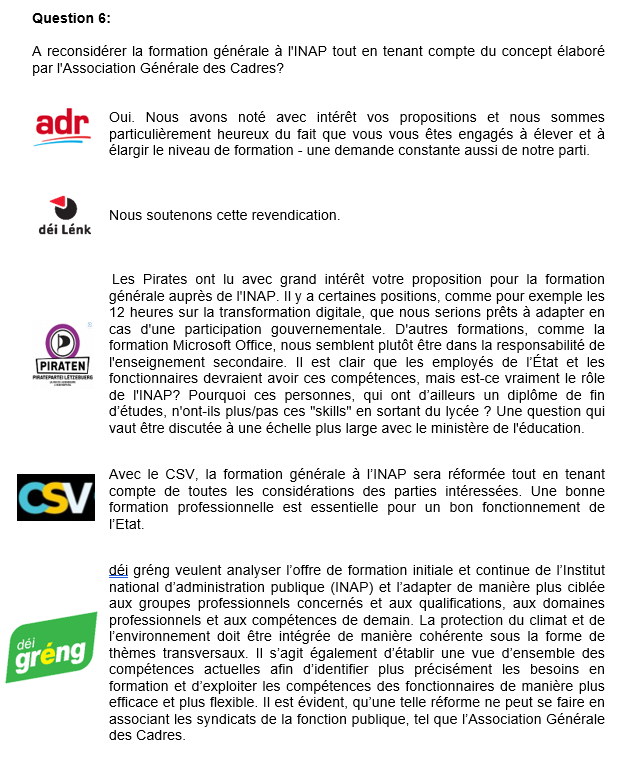 Question 6:
A reconsidérer la formation générale à l'INAP tout en tenant compte du concept élaboré
par l'Association Générale des Cadres?
adr
Oui. Nous avons noté avec intérêt vos propositions et nous sommes
particulièrement heureux du fait que vous vous êtes engagés à élever et à
élargir le niveau de formation - une demande constante aussi de notre parti.
déi Lénk
Nous soutenons cette revendication.
Les Pirates ont lu avec grand intérêt votre proposition pour la formation
générale auprès de l'INAP. Il y a certaines positions, comme pour exemple les
12 heures sur la transformation digitale, que nous serions prêts à adapter en
cas d'une participation gouvernementale. D'autres formations, comme la
formation Microsoft Office, nous semblent plutôt être dans la responsabilité de
l'enseignement secondaire. Il est clair que les employés de l'État et les
fonctionnaires devraient avoir ces compétences, mais est-ce vraiment le rôle
de l'INAP? Pourquoi ces personnes, qui ont d'ailleurs un diplôme de fin
d'études, n'ont-ils plus/pas ces "skills" en sortant du lycée ? Une question qui
vaut être discutée à une échelle plus large avec le ministère de l'éducation.
PIRATEN
PIRATEPARTEI LËTZEBUERG
CSV
Avec le CSV, la formation générale à l'INAP sera réformée tout en tenant
compte de toutes les considérations des parties intéressées. Une bonne
formation professionnelle est essentielle pour un bon fonctionnement de
l'Etat.
déi gréng
déi gréng veulent analyser l'offre de formation initiale et continue de l'Institut
national d'administration publique (INAP) et l'adapter de manière plus ciblée
aux groupes professionnels concernés et aux qualifications, aux domaines
professionnels et aux compétences de demain. La protection du climat et de
l'environnement doit être intégrée de manière cohérente sous la forme de
thèmes transversaux. Il s'agit également d'établir une vue d'ensemble des
compétences actuelles afin d'identifier plus précisément les besoins en
formation et d'exploiter les compétences des fonctionnaires de manière plus
efficace et plus flexible. Il est évident, qu'une telle réforme ne peut se faire en
associant les syndicats de la fonction publique, tel que l'Association Générale
des Cadres.